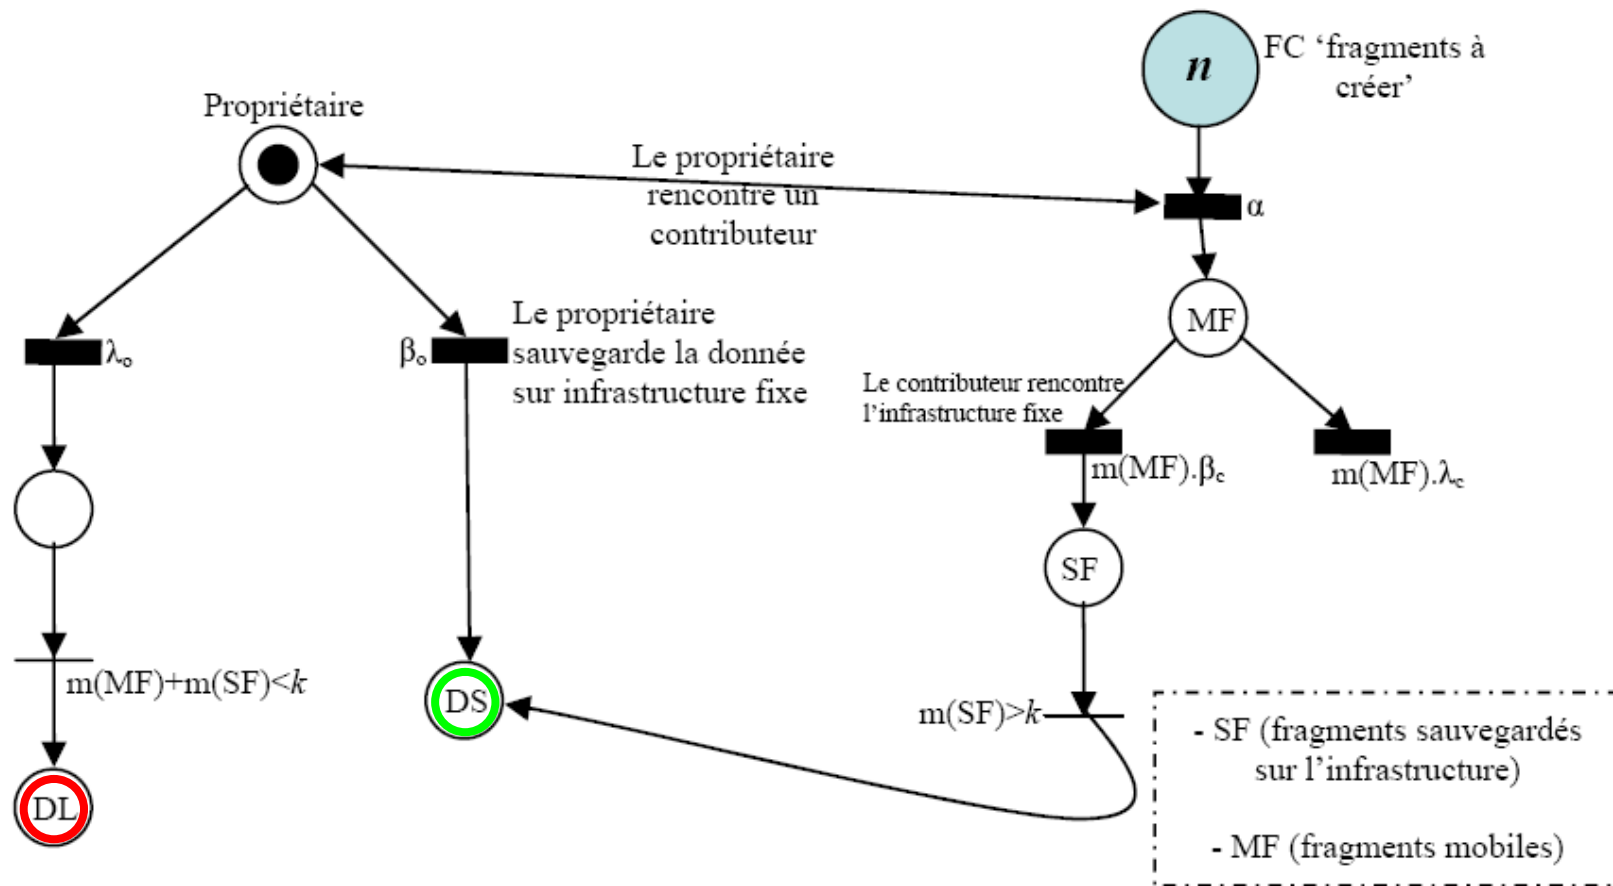 n
FC ‘fragments à
créer’
Propriétaire
Le propriétaire
rencontre un
contributeur
α
MF
λₒ
βₒ
Le propriétaire
sauvegarde la donnée
sur infrastructure fixe
Le contributeur rencontre
l’infrastructure fixe
m(MF).β꜀
m(MF).λ꜀
SF
m(MF)+m(SF)<k
DS
m(SF)>k
DL
- SF (fragments sauvegardés
sur l’infrastructure)
- MF (fragments mobiles)